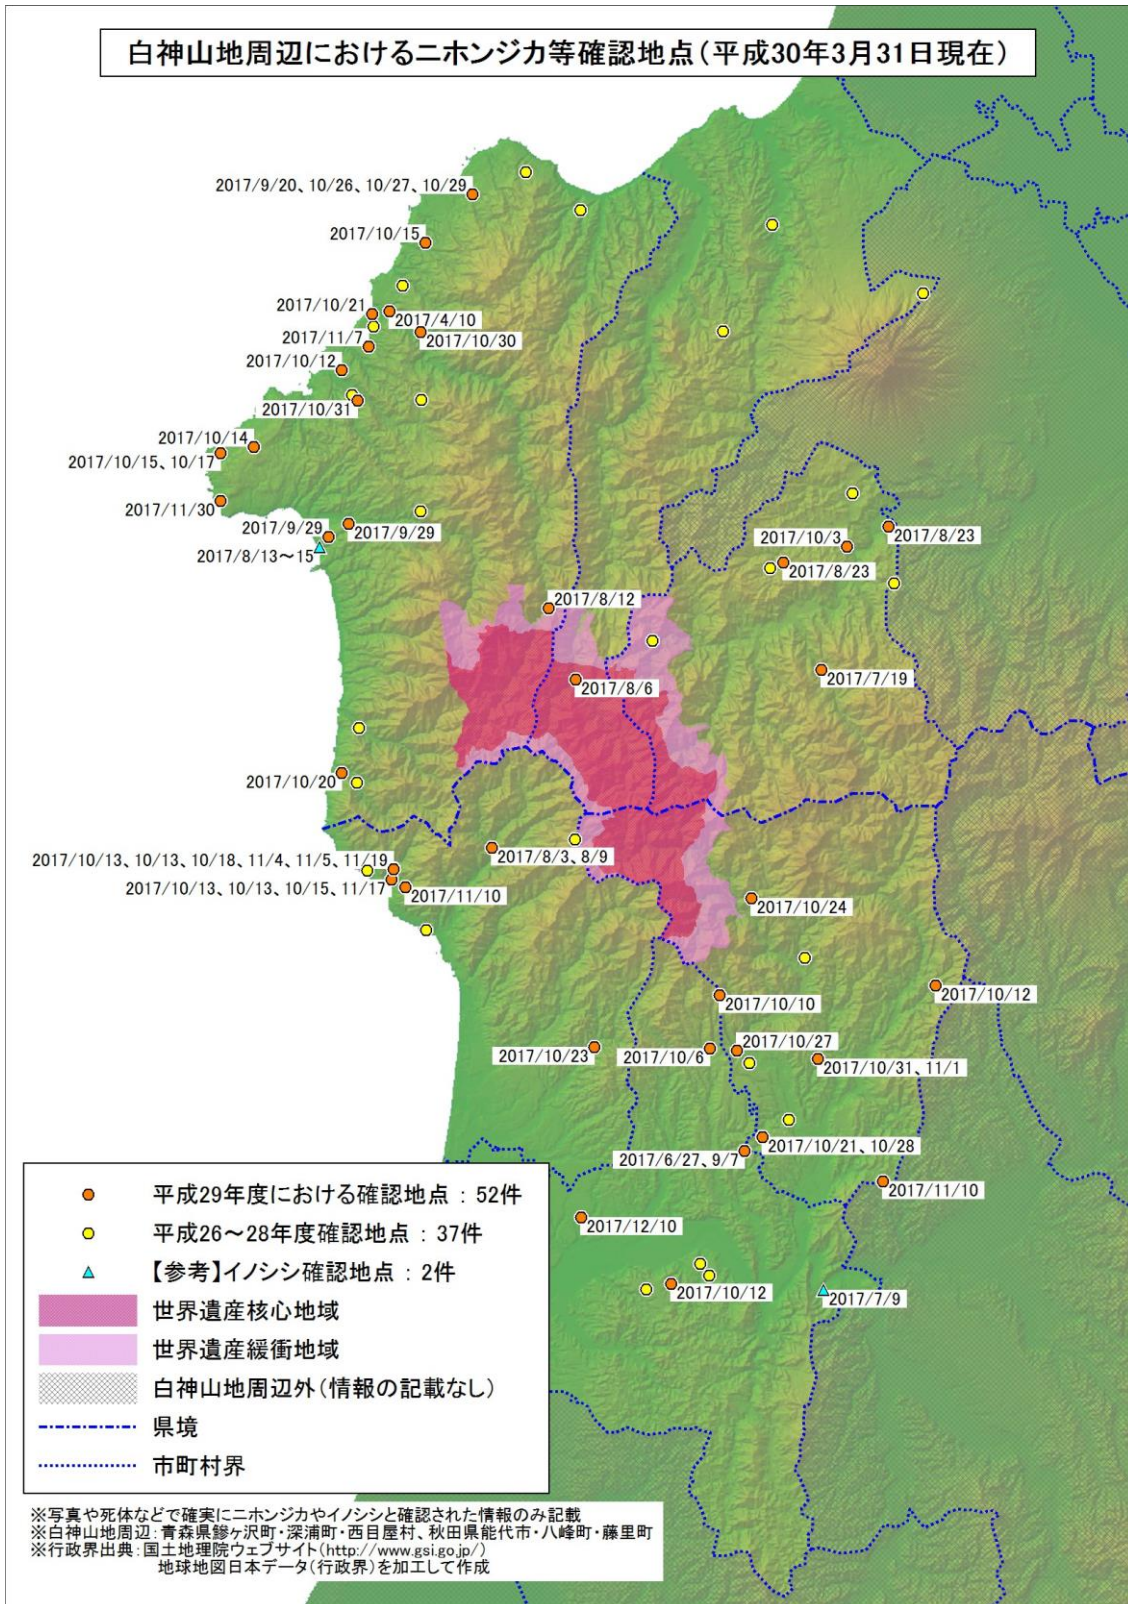 白神山地周辺におけるニホンジカ等確認地点（平成30年3月31日現在）
2017/9/20、10/26、10/27、10/29
2017/10/15
2017/10/21
2017/4/10
2017/11/7
2017/10/30
2017/10/12
2017/10/31
2017/10/14
2017/10/15、10/17
2017/11/30
2017/9/29
2017/9/29
2017/8/23
2017/10/3
2017/8/13～15
2017/8/23
2017/8/12
2017/7/19
2017/8/6
2017/10/20
2017/10/13、10/13、10/18、11/4、11/5、11/19
2017/8/3、8/9
2017/10/13、10/13、10/15、11/17
2017/11/10
2017/10/24
2017/10/12
2017/10/10
2017/10/27
2017/10/23
2017/10/6
2017/10/31、11/1
2017/10/21、10/28
2017/6/27、9/7
2017/11/10
2017/12/10
2017/10/12
2017/7/9
平成29年度における確認地点 ： 52件
平成26～28年度確認地点 ： 37件
【参考】イノシシ確認地点 ： 2件
世界遺産核心地域
世界遺産緩衝地域
白神山地周辺外（情報の記載なし）
県境
市町村界
※写真や死体などで確実にニホンジカやイノシシと確認された情報のみ記載
※白神山地周辺：青森県鰺ヶ沢町・深浦町・西目屋村、秋田県能代市・八峰町・藤里町
※行政界出典：国土地理院ウェブサイト（http://www.gsi.go.jp/）
地球地図日本データ（行政界）を加工して作成